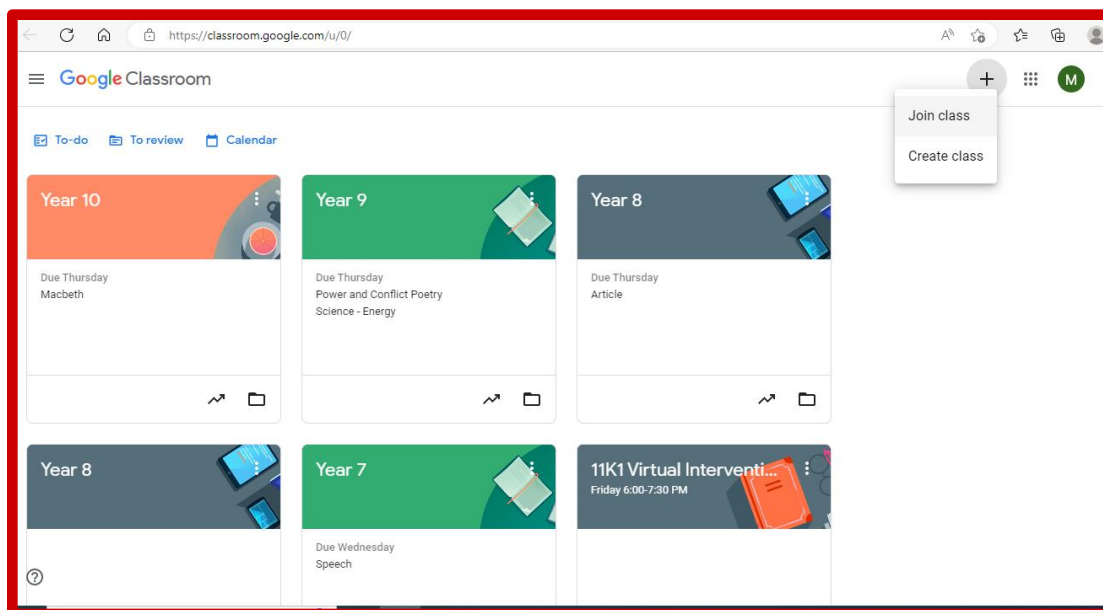 https://classroom.google.com/u/0/
Google Classroom
M
Join class
Create class
To-do To review Calendar
Year 10
Due Thursday
Macbeth
Year 9
Due Thursday
Power and Conflict Poetry
Science - Energy
Year 8
Due Thursday
Article
Year 8
Year 7
Due Wednesday
Speech
11K1 Virtual Interventi...
Friday 6:00-7:30 PM